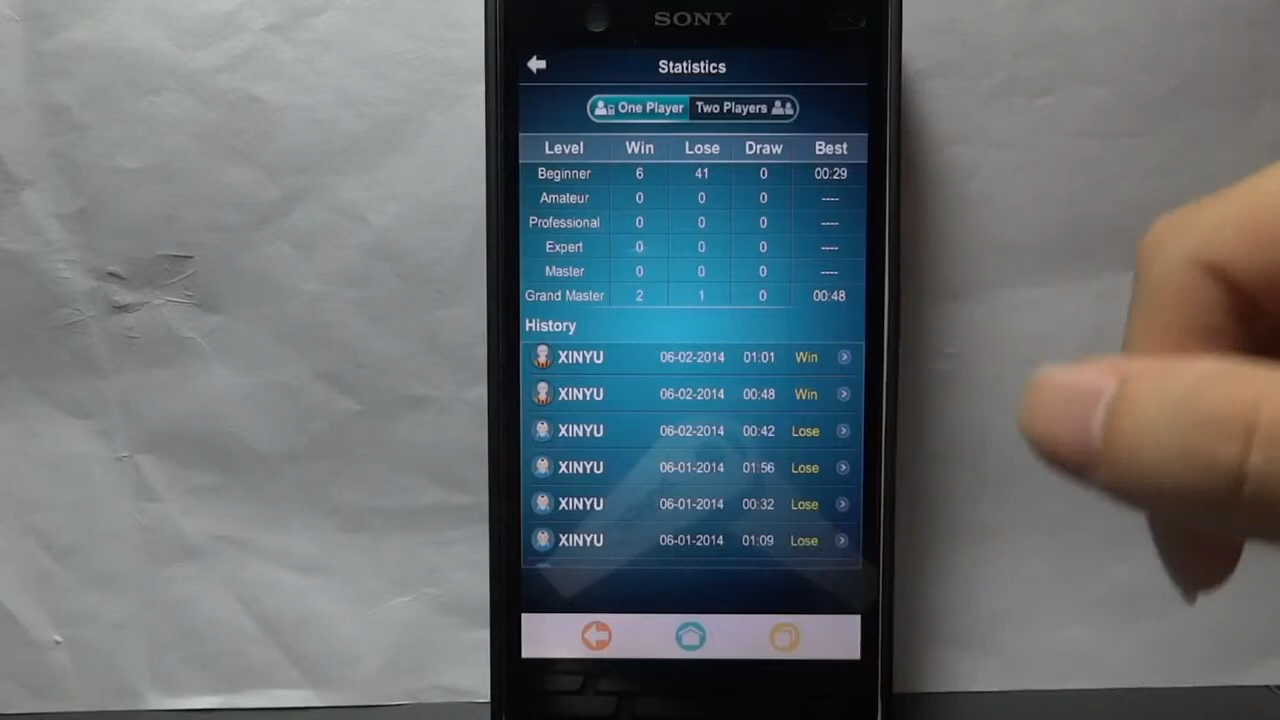 SONY
Statistics
One Player Two Players
Level Win Lose Draw Best
Beginner 6 41 0 00:29
Amateur 0 0 0 ----
Professional 0 0 0 ----
Expert 0 0 0 ----
Master 0 0 0 ----
Grand Master 2 1 0 00:48
History
XINYU 06-02-2014 01:01 Win
XINYU 06-02-2014 00:48 Win
XINYU 06-02-2014 00:42 Lose
XINYU 06-01-2014 01:56 Lose
XINYU 06-01-2014 00:32 Lose
XINYU 06-01-2014 01:09 Lose